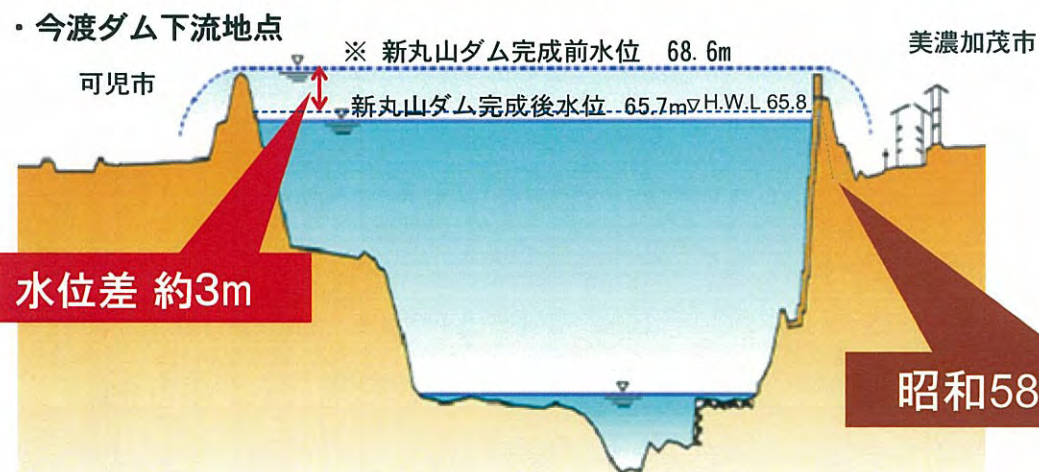 ・今渡ダム下流地点
※ 新丸山ダム完成前水位 68.6m
美濃加茂市
可児市
新丸山ダム完成後水位 65.7m▽H.W.L 65.8
水位差 約3m
昭和58